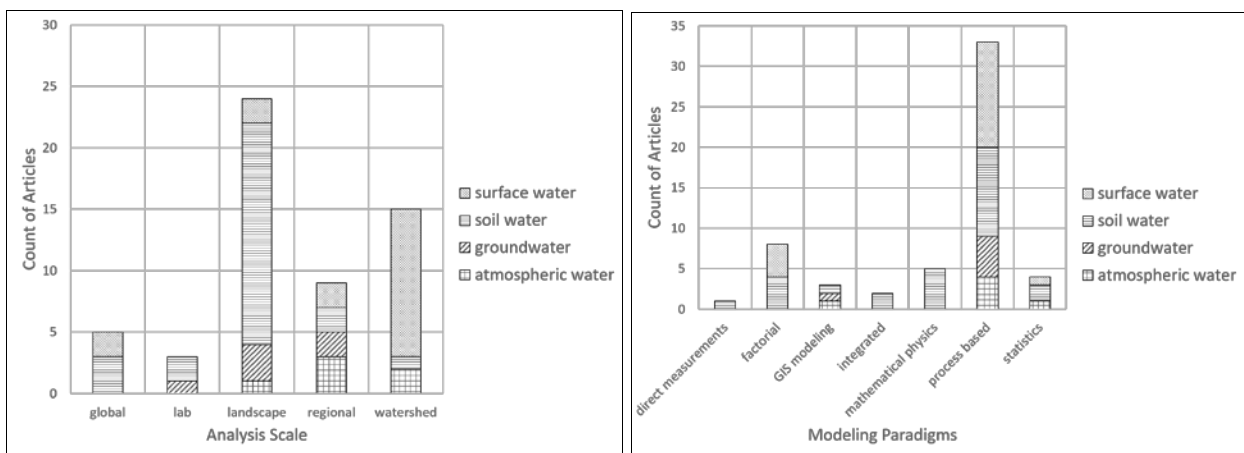 30
25
20
15
10
5
0
Count of Articles
global lab landscape regional watershed
Analysis Scale
surface water
soil water
groundwater
atmospheric water
35
30
25
20
15
10
5
0
Count of Articles
direct measurements
factorial
GIS modeling
integrated
mathematical physics
process based
statistics
Modeling Paradigms
surface water
soil water
groundwater
atmospheric water